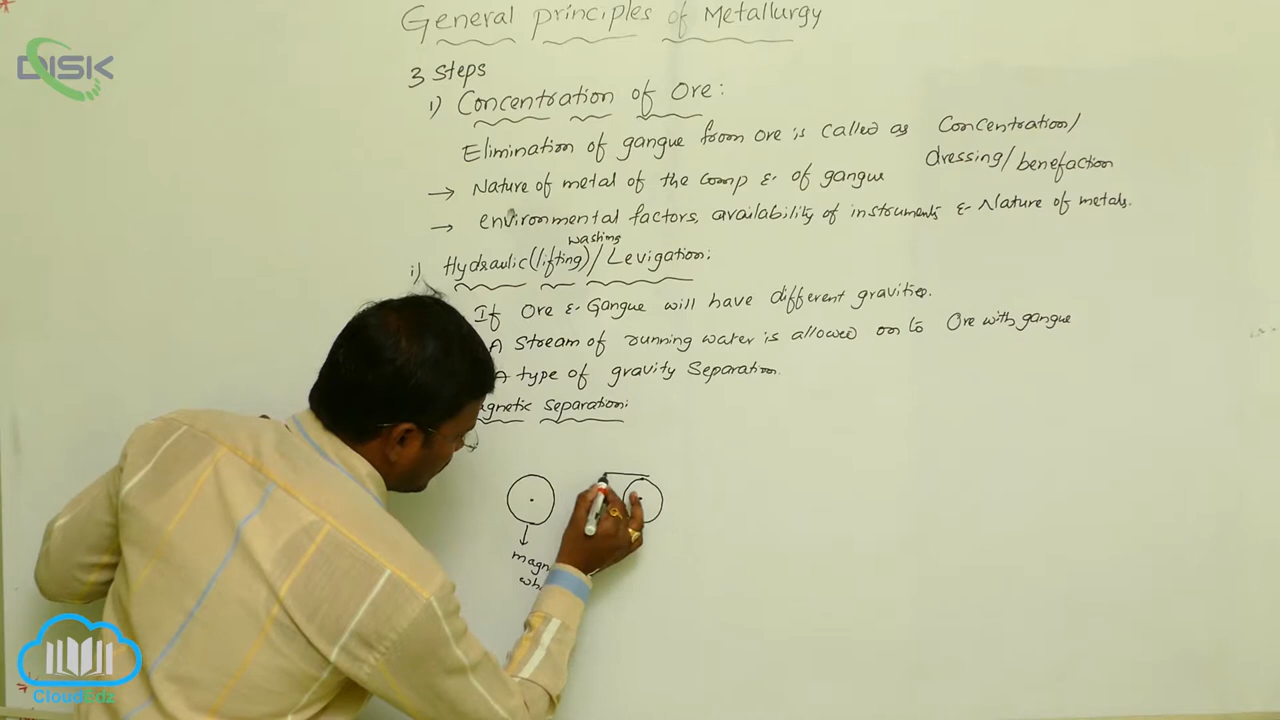 DISK
General principles of Metallurgy
3 Steps
1) Concentration of Ore:
Elimination of gangue from ore is called as Concentration/
dressing/benefaction
→ Nature of metal of the comp & of gangue
→ environmental factors, availability of instruments & Nature of metals.
washing
i) Hydraulic(lifting)/Levigation:
If Ore & Gangue will have different gravities.
A Stream of running water is allowed on to Ore with gangue
A type of gravity Separation.
agnetic Separation:
magn
wh
CloudEdz